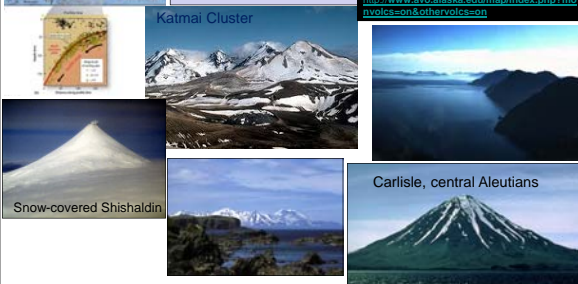 Katmai Cluster
http://www.avo.alaska.edu/map/index.php?mo
nvolcs=on&othervolcs=on
Snow-covered Shishaldin
Carlisle, central Aleutians